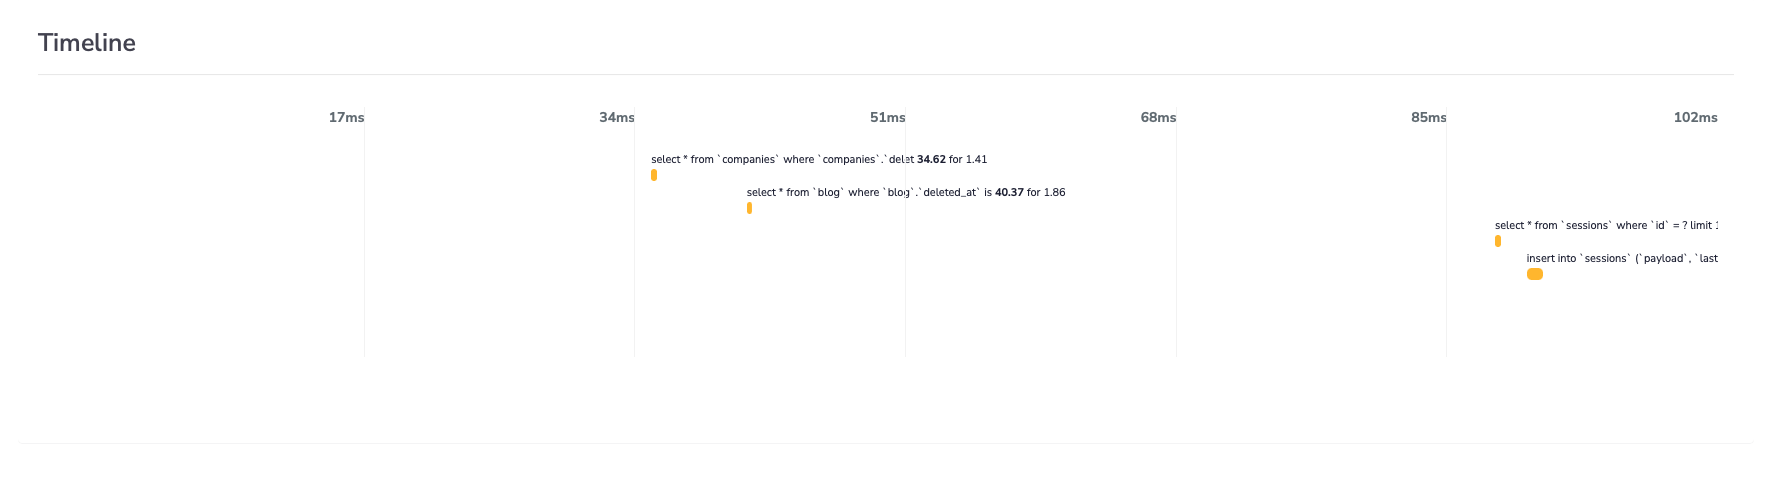 Timeline
17ms 34ms 51ms 68ms 85ms 102ms
select * from `companies` where `companies`.`delet 34.62 for 1.41
select * from `blog` where `blog`.`deleted_at` is 40.37 for 1.86
select * from `sessions` where `id` = ? limit 1
insert into `sessions` (`payload`, `last